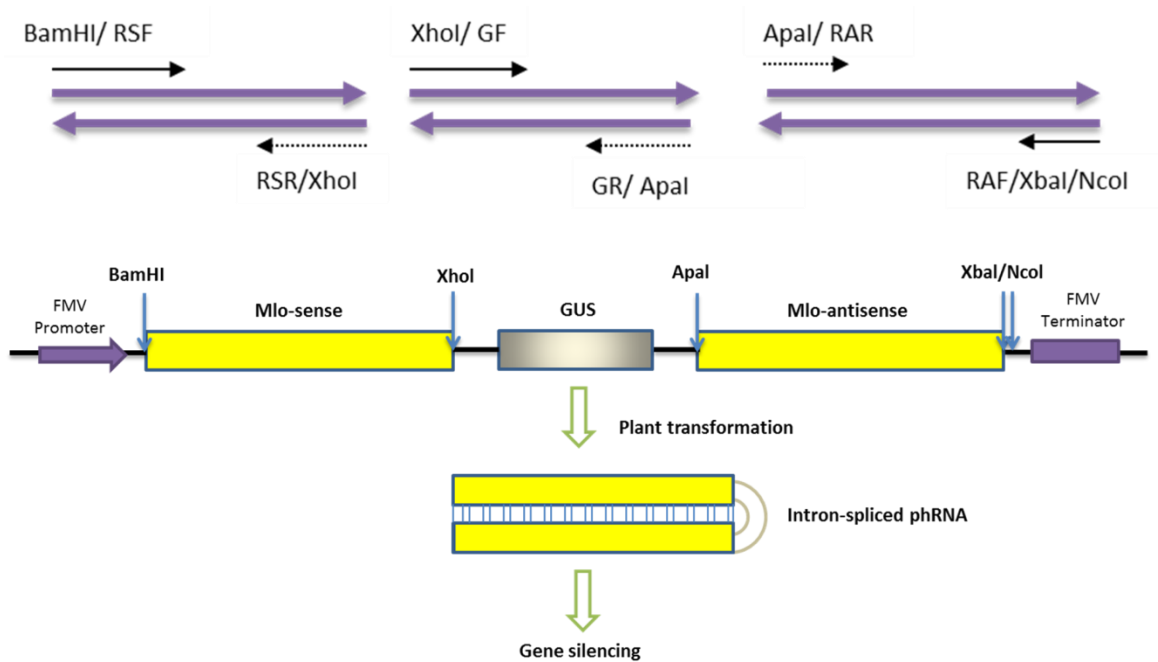 BamHI/ RSF
XhoI/ GF
ApaI/ RAR
RSR/XhoI
GR/ ApaI
RAF/XbaI/NcoI
BamHI
XhoI
ApaI
XbaI/NcoI
FMV
Promoter
Mlo-sense
GUS
Mlo-antisense
FMV
Terminator
Plant transformation
Intron-spliced phRNA
Gene silencing